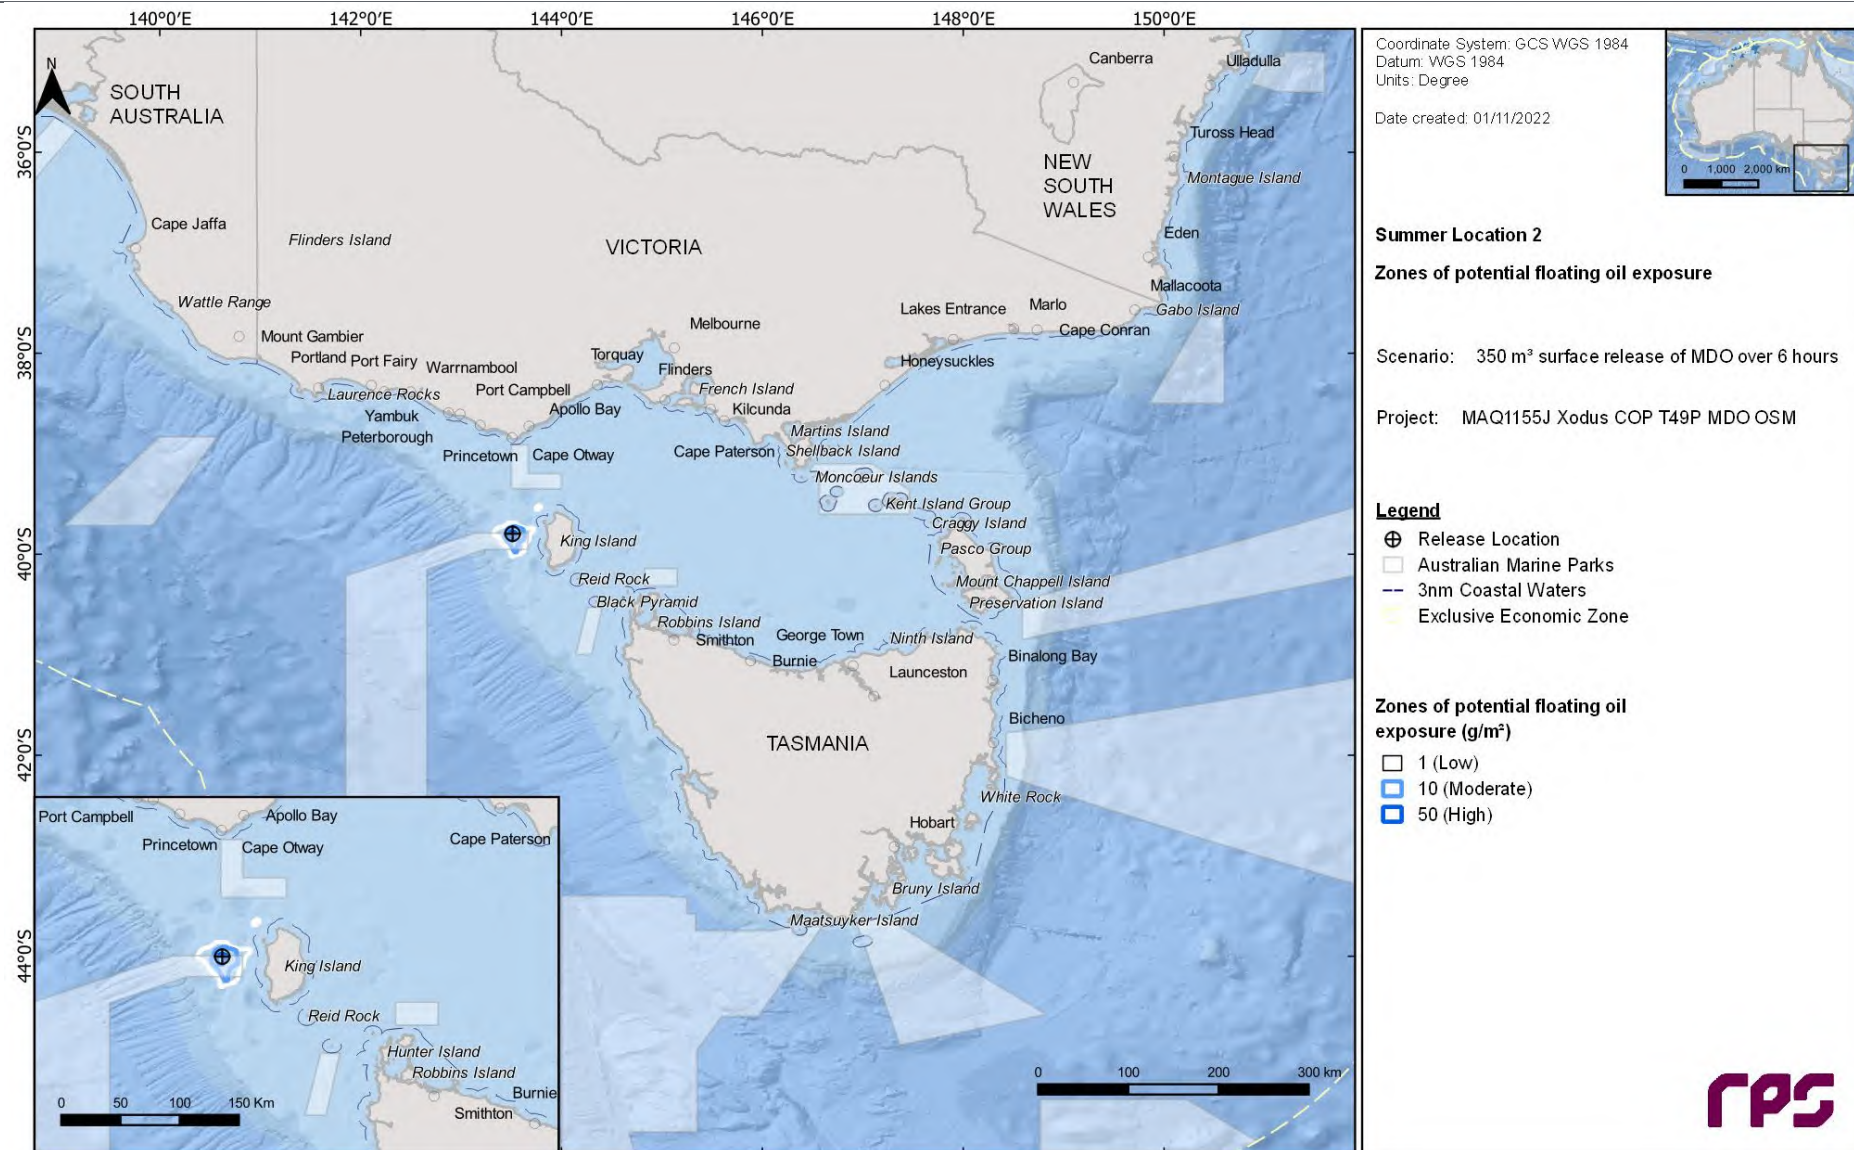 140°0'E
142°0'E
144°0'E
146°0'E
148°0'E
150°0'E
36°0'S
38°0'S
40°0'S
42°0'S
44°0'S
N
SOUTH
AUSTRALIA
Canberra
Ulladulla
Tuross Head
NEW
SOUTH
WALES
Montague Island
Cape Jaffa
Flinders Island
VICTORIA
Eden
Wattle Range
Mallacoota
Lakes Entrance
Marlo
Gabo Island
Mount Gambier
Melbourne
Cape Conran
Portland
Port Fairy
Warrnambool
Torquay
Flinders
Honeysuckles
Laurence Rocks
Port Campbell
French Island
Yambuk
Apollo Bay
Kilcunda
Peterborough
Martins Island
Princetown
Cape Otway
Cape Paterson
Shellback Island
Moncoeur Islands
Kent Island Group
Craggy Island
King Island
Pasco Group
Reid Rock
Mount Chappell Island
Black Pyramid
Preservation Island
Robbins Island
Smithton
George Town
Ninth Island
Burnie
Binalong Bay
Launceston
Bicheno
TASMANIA
White Rock
Hobart
Bruny Island
Maatsuyker Island
0 100 200 300 km
Port Campbell
Apollo Bay
Princetown
Cape Otway
Cape Paterson
King Island
Reid Rock
Hunter Island
Robbins Island
Burnie
Smithton
0 50 100 150 Km
Coordinate System: GCS WGS 1984
Datum: WGS 1984
Units: Degree
Date created: 01/11/2022
0 1,000 2,000 km
Summer Location 2
Zones of potential floating oil exposure
Scenario: 350 m³ surface release of MDO over 6 hours
Project: MAQ1155J Xodus COP T49P MDO OSM
Legend
Release Location
Australian Marine Parks
3nm Coastal Waters
Exclusive Economic Zone
Zones of potential floating oil
exposure (g/m²)
1 (Low)
10 (Moderate)
50 (High)
rps